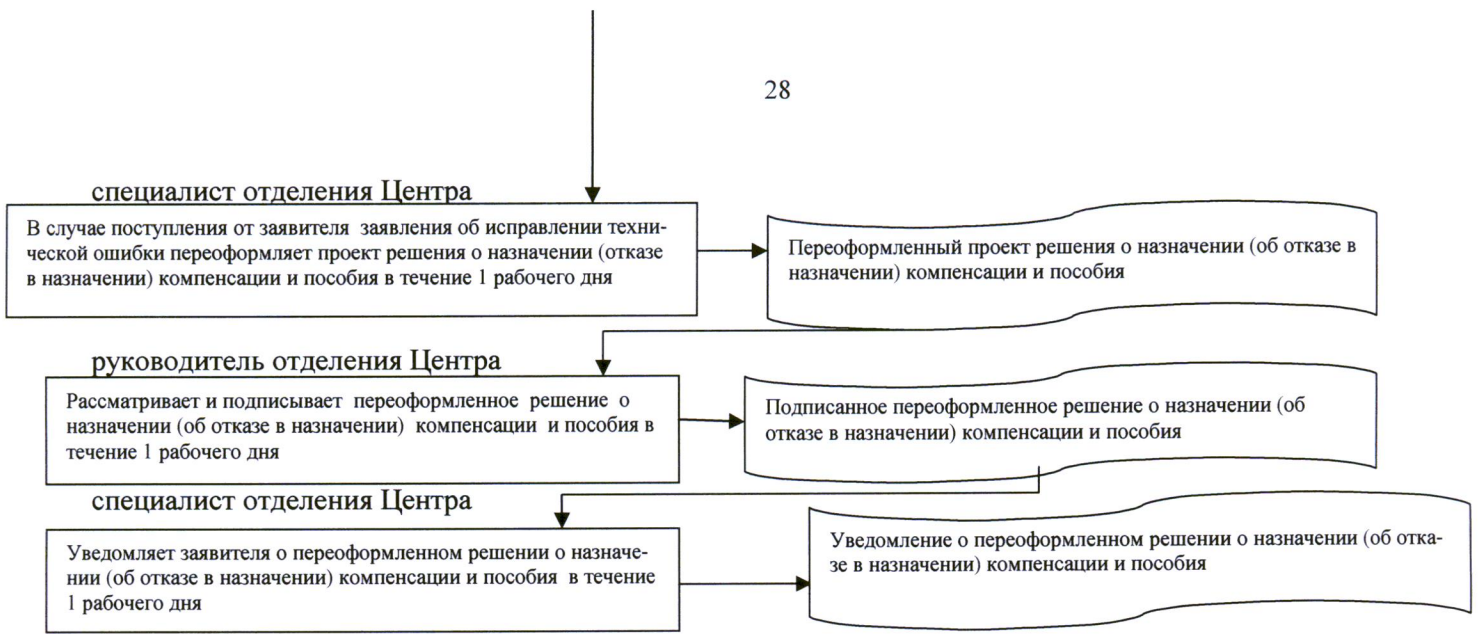 28
специалист отделения Центра
В случае поступления от заявителя заявления об исправлении техни-
ческой ошибки переоформляет проект решения о назначении (отказе
в назначении) компенсации и пособия в течение 1 рабочего дня
Переоформленный проект решения о назначении (об отказе в
назначении) компенсации и пособия
руководитель отделения Центра
Рассматривает и подписывает переоформленное решение о
назначении (об отказе в назначении) компенсации и пособия в
течение 1 рабочего дня
Подписанное переоформленное решение о назначении (об
отказе в назначении) компенсации и пособия
специалист отделения Центра
Уведомляет заявителя о переоформленном решении о назначе-
нии (об отказе в назначении) компенсации и пособия в течение
1 рабочего дня
Уведомление о переоформленном решении о назначении (об отка-
зе в назначении) компенсации и пособия